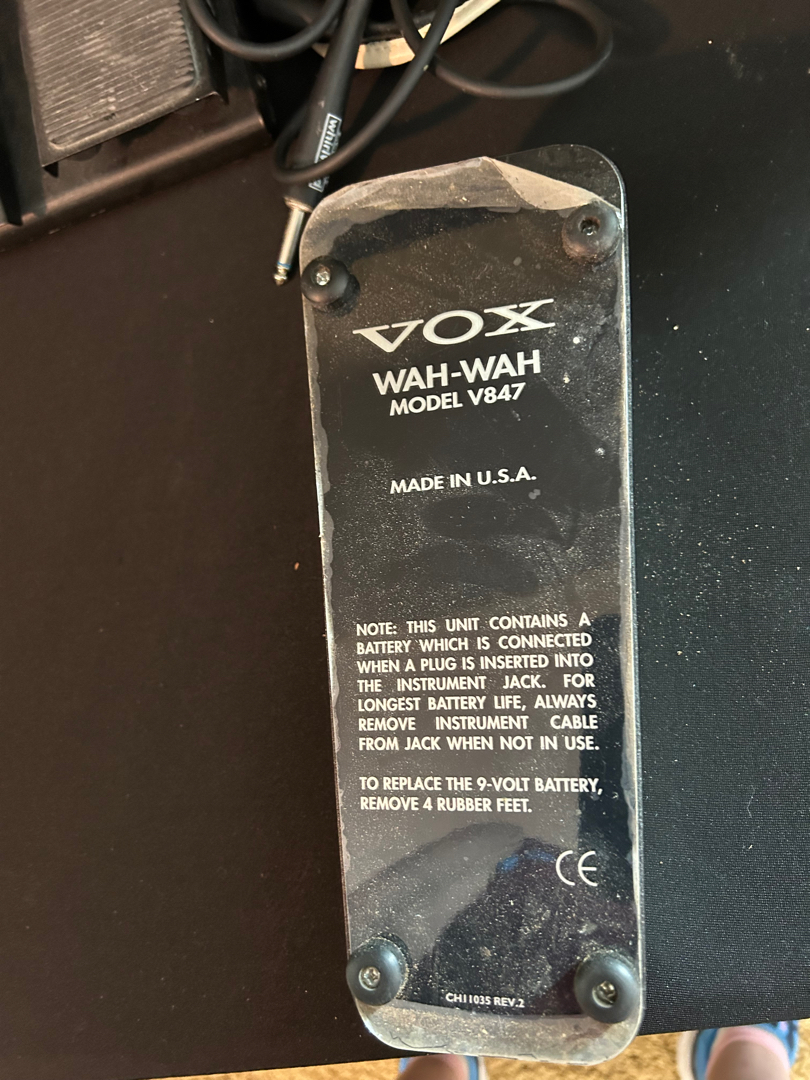 VOX
WAH-WAH
MODEL V847
MADE IN U.S.A.
NOTE: THIS UNIT CONTAINS A
BATTERY WHICH IS CONNECTED
WHEN A PLUG IS INSERTED INTO
THE INSTRUMENT JACK. FOR
LONGEST BATTERY LIFE, ALWAYS
REMOVE INSTRUMENT CABLE
FROM JACK WHEN NOT IN USE.
TO REPLACE THE 9-VOLT BATTERY,
REMOVE 4 RUBBER FEET.
CE
CH11035 REV.2